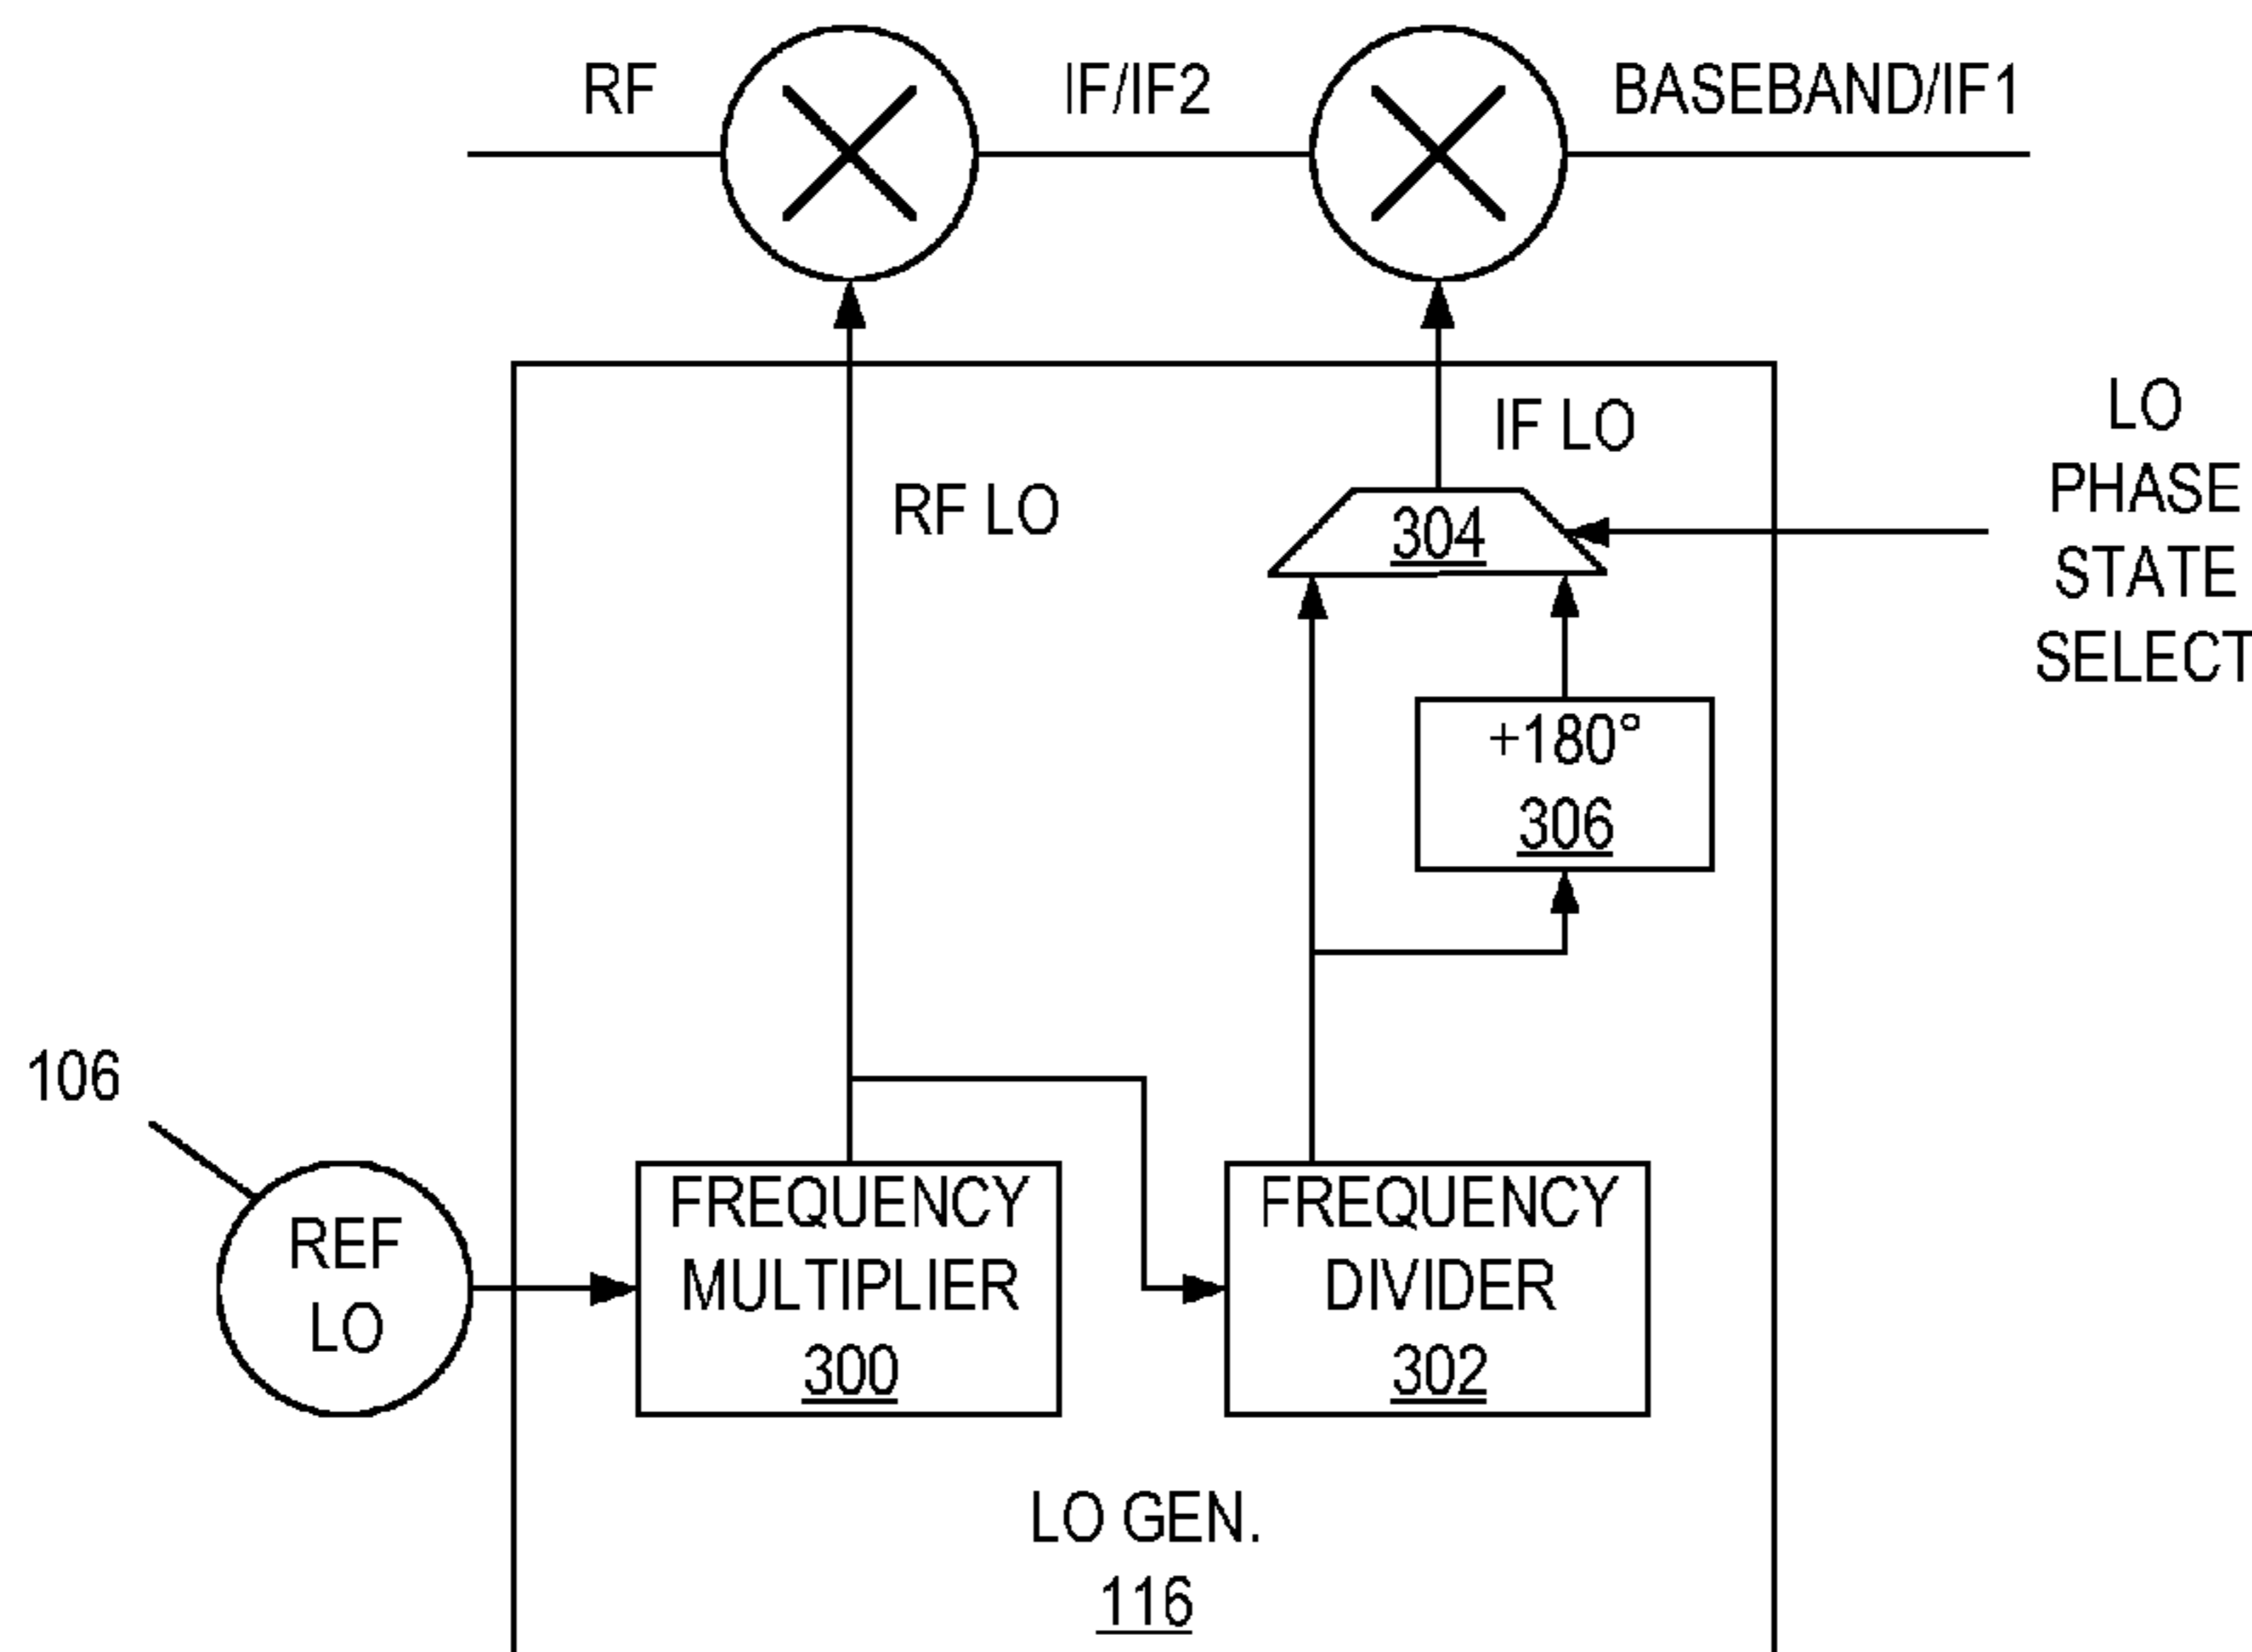 RF
IF/IF2
BASEBAND/IF1
LO
PHASE
STATE
SELECT
IF LO
RF LO
304
+180°
306
106
REF
LO
FREQUENCY
MULTIPLIER
300
FREQUENCY
DIVIDER
302
LO GEN.
116